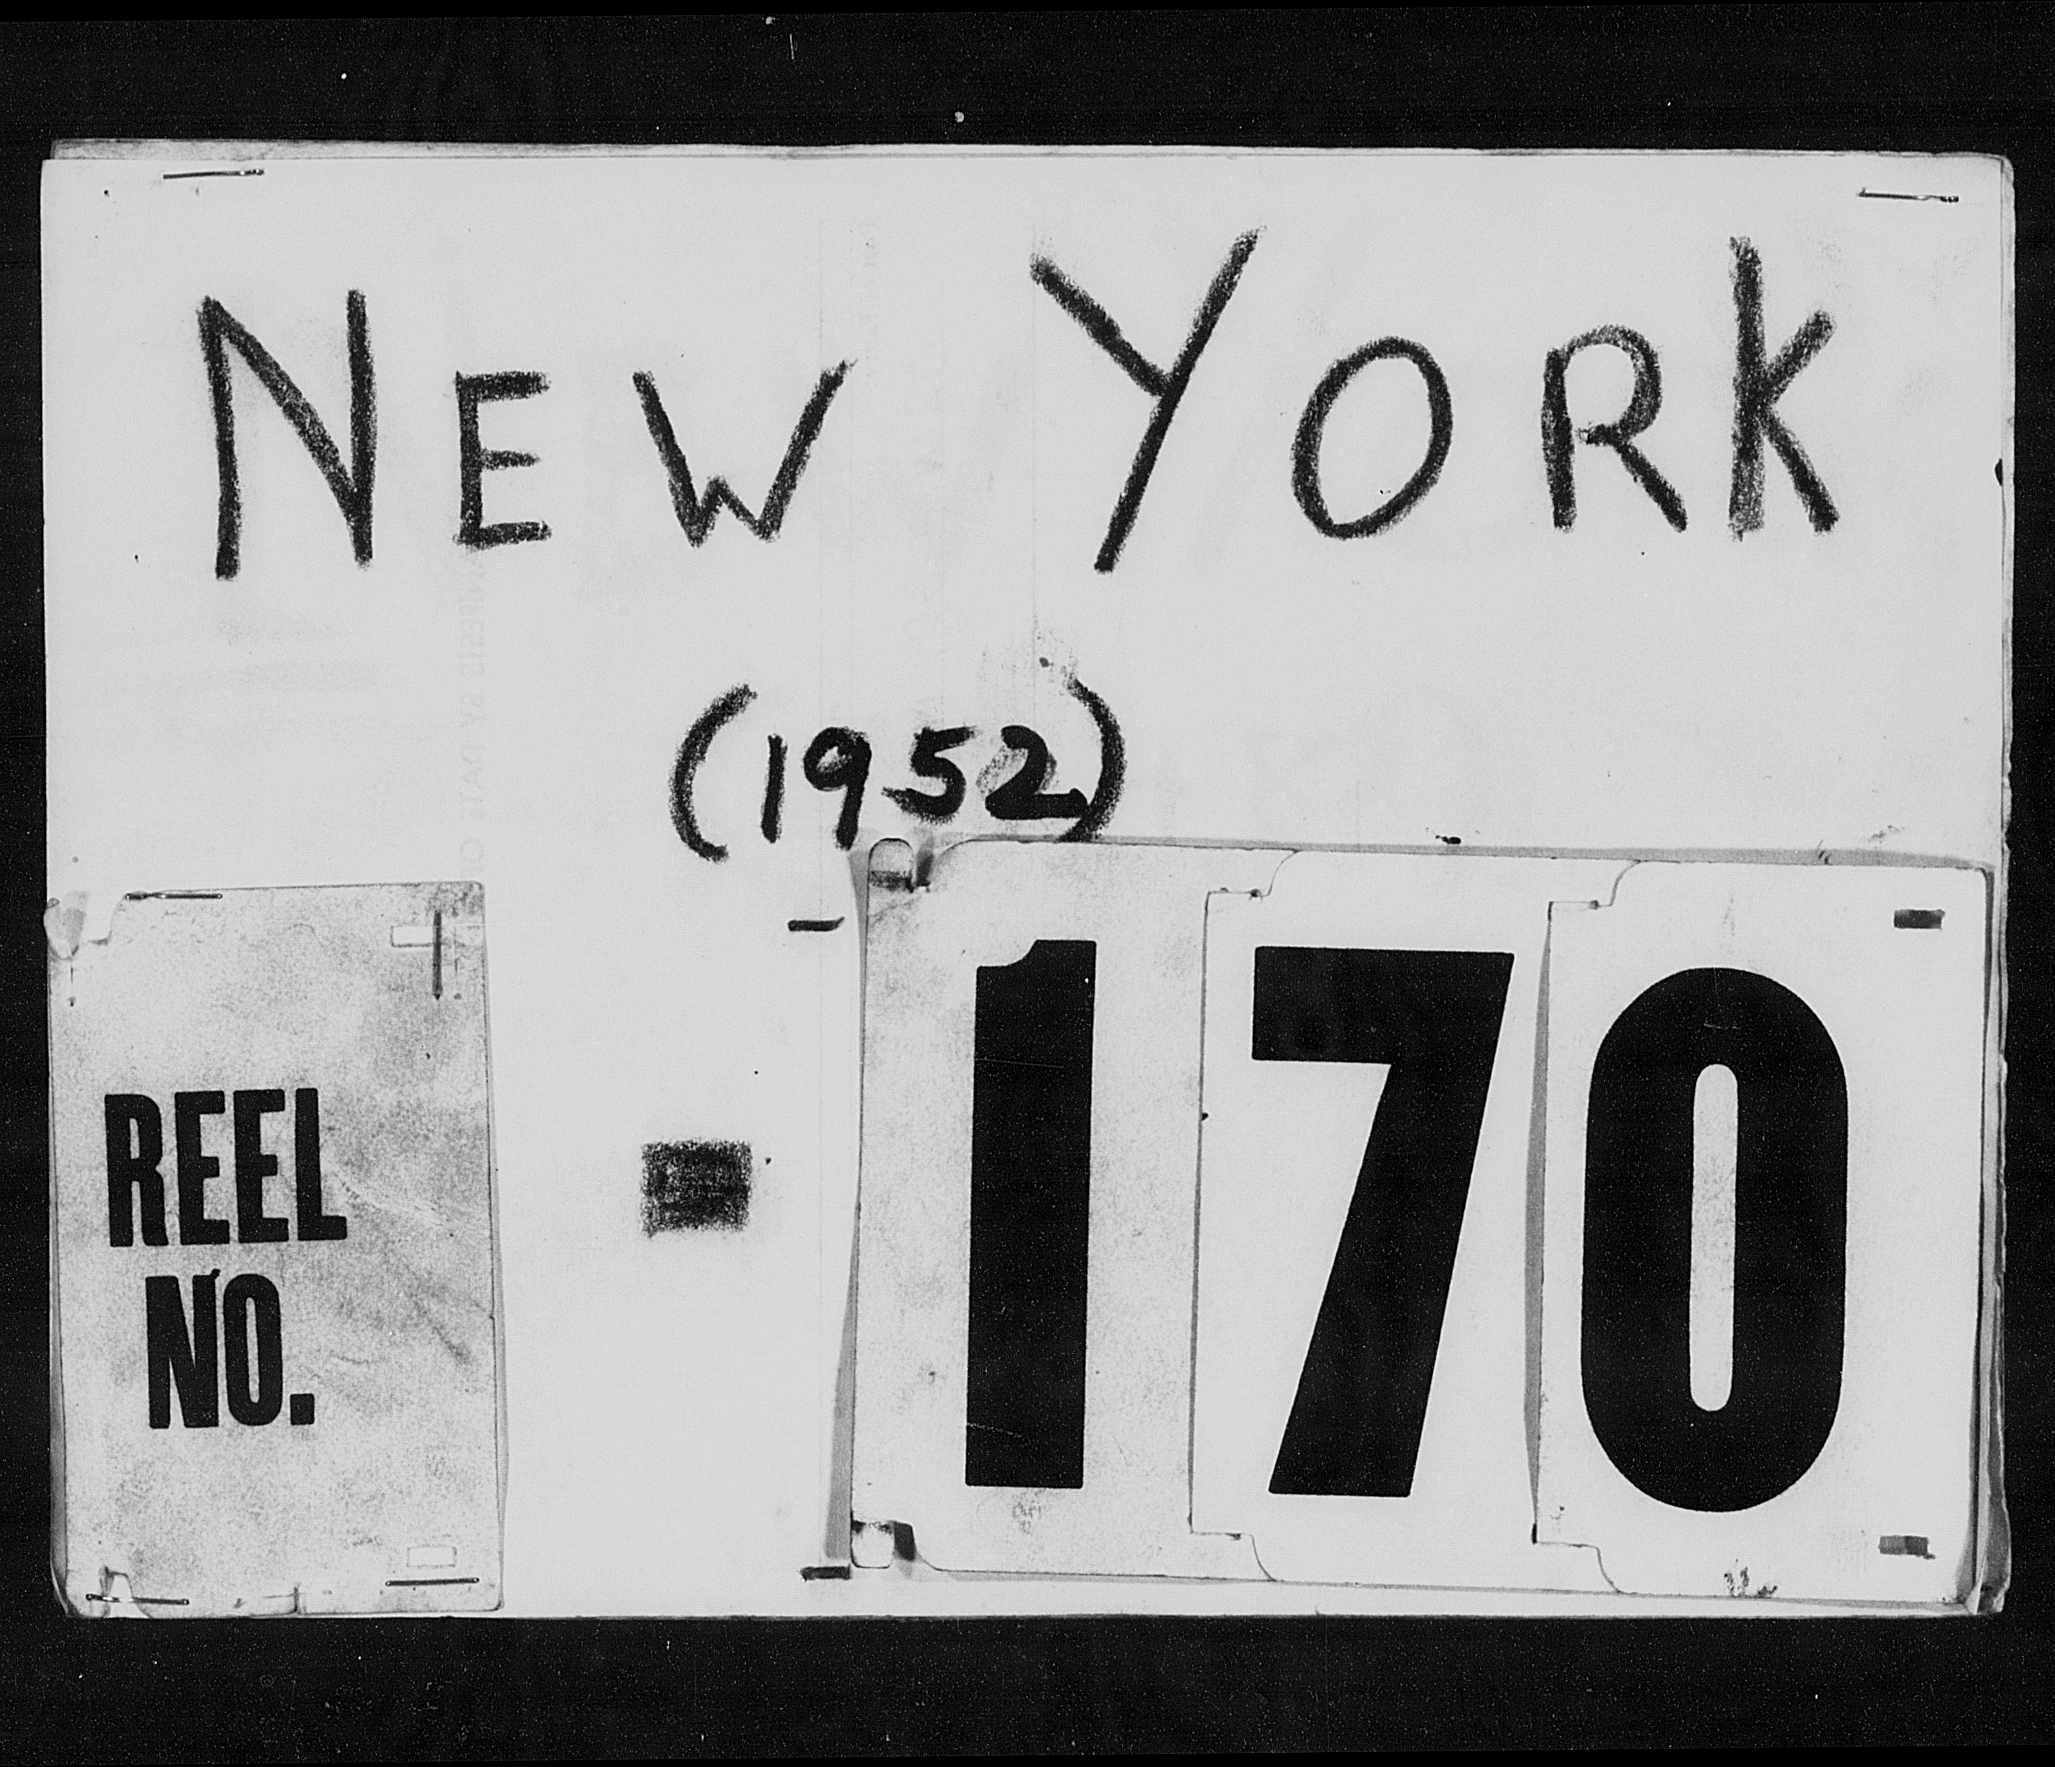 NEW YORK
(1952)
REEL
NO.
170